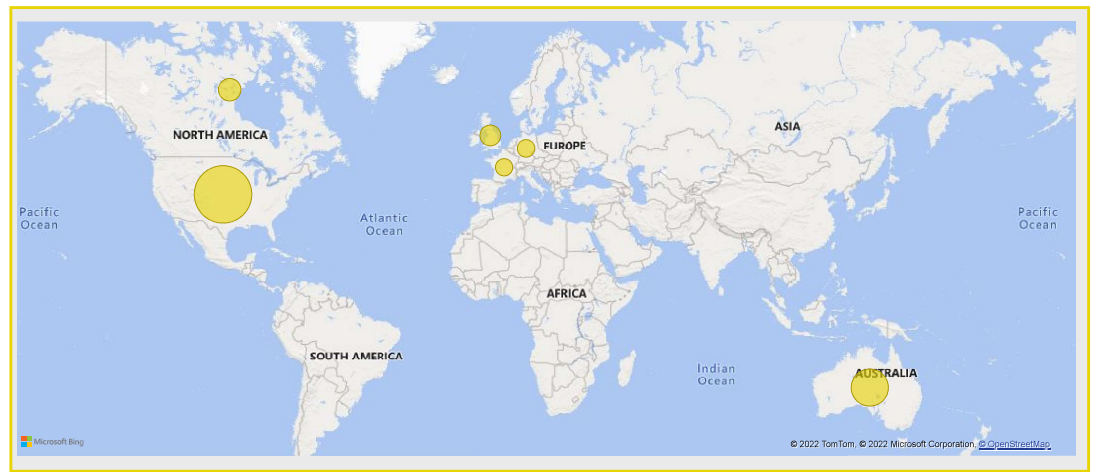 ASIA
NORTH AMERICA
EUROPE
Pacific
Ocean
Atlantic
Ocean
Pacific
Ocean
AFRICA
SOUTH AMERICA
Indian
Ocean
AUSTRALIA
Microsoft Bing
© 2022 TomTom, © 2022 Microsoft Corporation, © OpenStreetMap